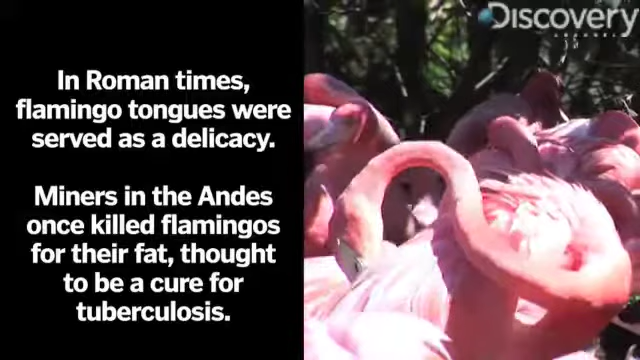 Discovery
CHANNEL
In Roman times,
flamingo tongues were
served as a delicacy.
Miners in the Andes
once killed flamingos
for their fat, thought
to be a cure for
tuberculosis.